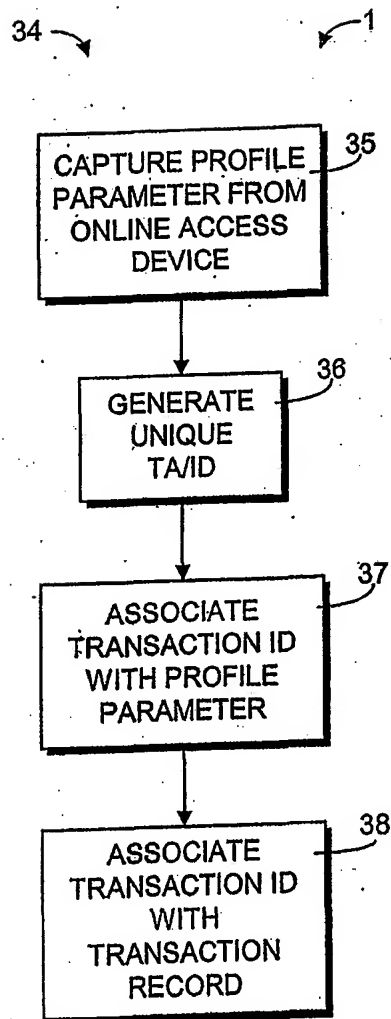 34
1
35
CAPTURE PROFILE
PARAMETER FROM
ONLINE ACCESS
DEVICE
36
GENERATE
UNIQUE
TA/ID
37
ASSOCIATE
TRANSACTION ID
WITH PROFILE
PARAMETER
38
ASSOCIATE
TRANSACTION ID
WITH
TRANSACTION
RECORD